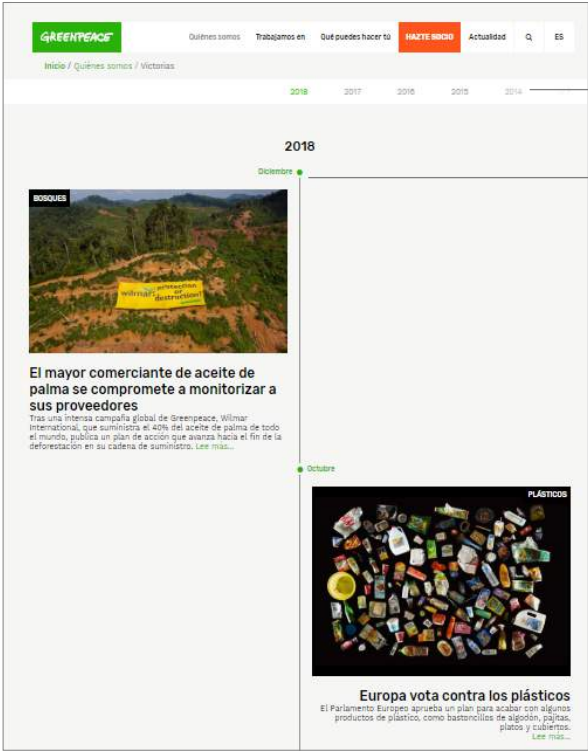 GREENPEACE
Quiénes somos Trabajamos en Qué puedes hacer tú HAZTE SOCIO Actualidad ES
Inicio / Quiénes somos / Victorias
2018 2017 2016 2015 2014
2018
Diciembre
BOSQUES
wilmar: protection
or
destruction?
El mayor comerciante de aceite de
palma se compromete a monitorizar a
sus proveedores
Tras una intensa campaña global de Greenpeace, Wilmar
International, que suministra el 40% del aceite de palma de todo
el mundo, publica un plan de acción que avanza hacia el fin de la
deforestación en su cadena de suministro. Lee más...
Octubre
PLÁSTICOS
Europa vota contra los plásticos
El Parlamento Europeo aprueba un plan para acabar con algunos
productos de plástico, como bastoncillos de algodón, pajitas,
platos y cubiertos.
Lee más...